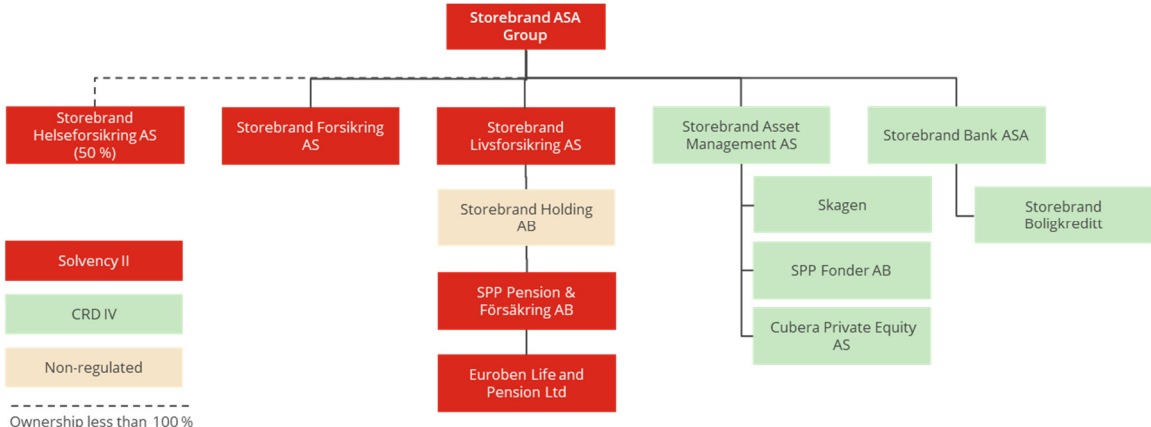 Storebrand ASA
Group
Storebrand
Helseforsikring AS
(50 %)
Storebrand Forsikring
AS
Storebrand
Livsforsikring AS
Storebrand Asset
Management AS
Storebrand Bank ASA
Storebrand Holding
AB
Skagen
Storebrand
Boligkreditt
Solvency II
SPP Pension &
Försäkring AB
SPP Fonder AB
CRD IV
Cubera Private Equity
AS
Non-regulated
Euroben Life and
Pension Ltd
Ownership less than 100 %